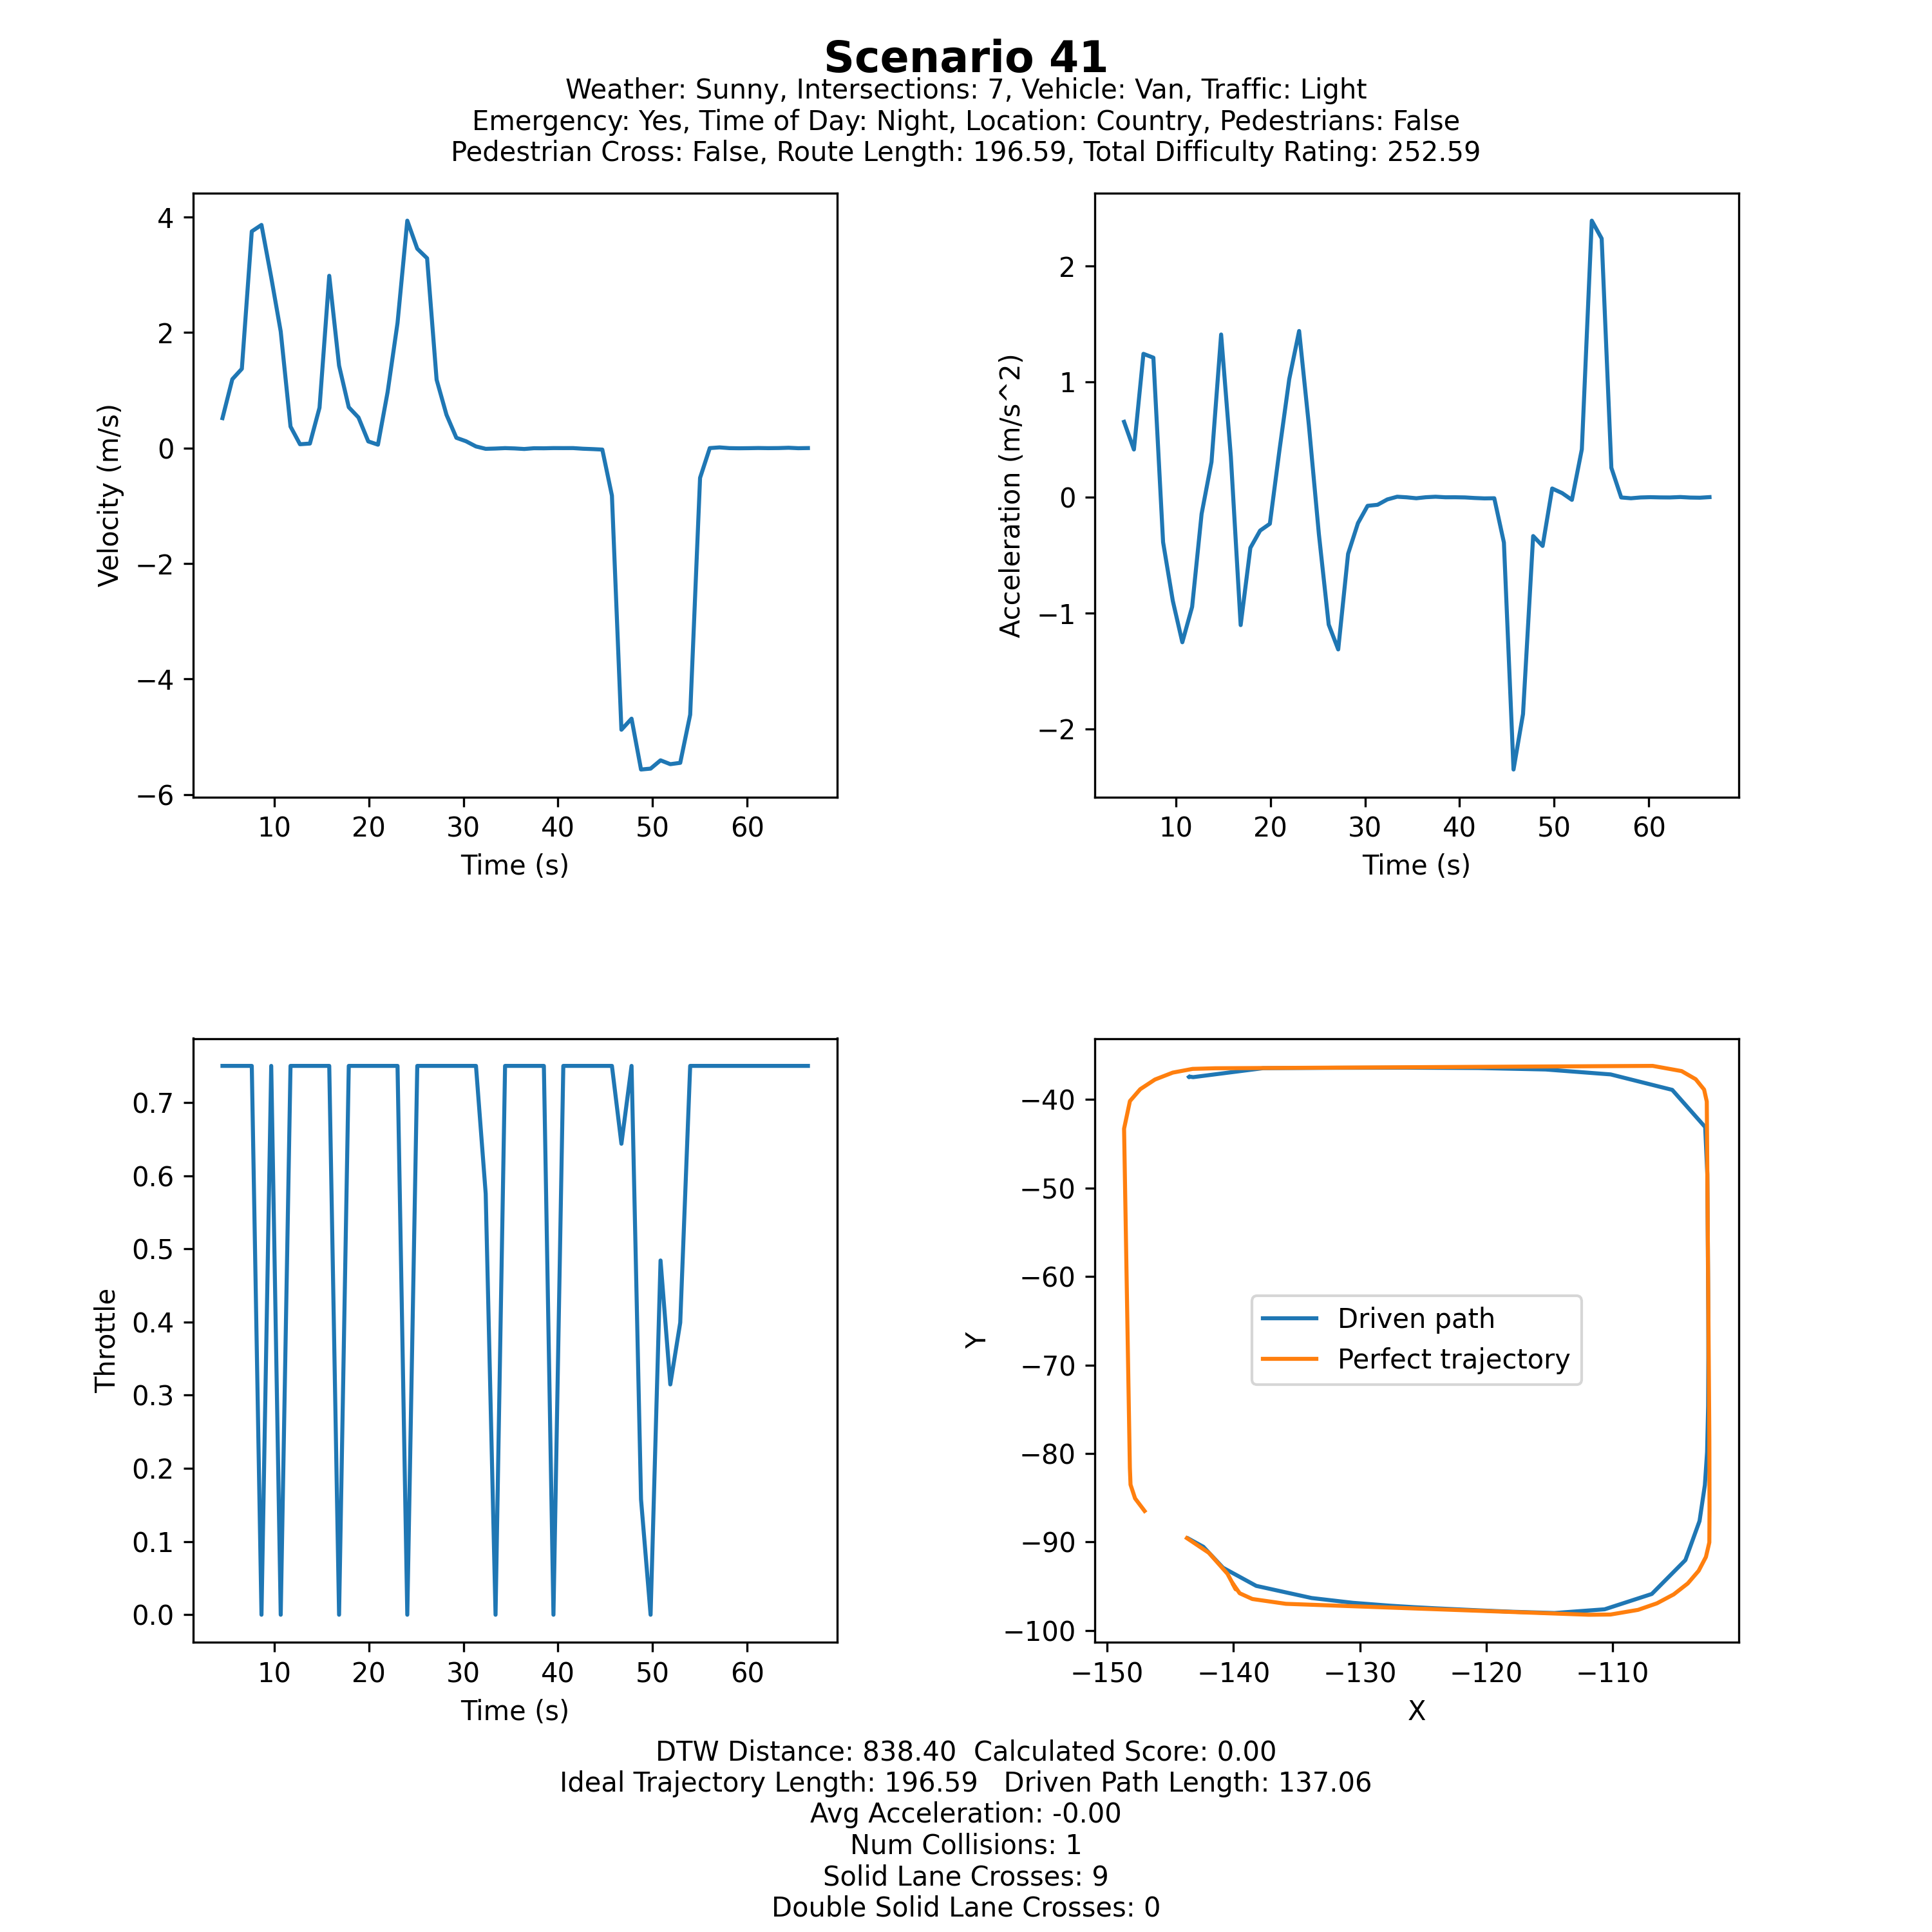 Scenario 41
Weather: Sunny, Intersections: 7, Vehicle: Van, Traffic: Light
Emergency: Yes, Time of Day: Night, Location: Country, Pedestrians: False
Pedestrian Cross: False, Route Length: 196.59, Total Difficulty Rating: 252.59
Velocity (m/s)
4
2
0
−2
−4
−6
10 20 30 40 50 60
Time (s)
Acceleration (m/s^2)
2
1
0
−1
−2
10 20 30 40 50 60
Time (s)
Throttle
0.7
0.6
0.5
0.4
0.3
0.2
0.1
0.0
10 20 30 40 50 60
Time (s)
Y
−40
−50
−60
−70
−80
−90
−100
Driven path
Perfect trajectory
−150 −140 −130 −120 −110
X
DTW Distance: 838.40 Calculated Score: 0.00
Ideal Trajectory Length: 196.59 Driven Path Length: 137.06
Avg Acceleration: -0.00
Num Collisions: 1
Solid Lane Crosses: 9
Double Solid Lane Crosses: 0